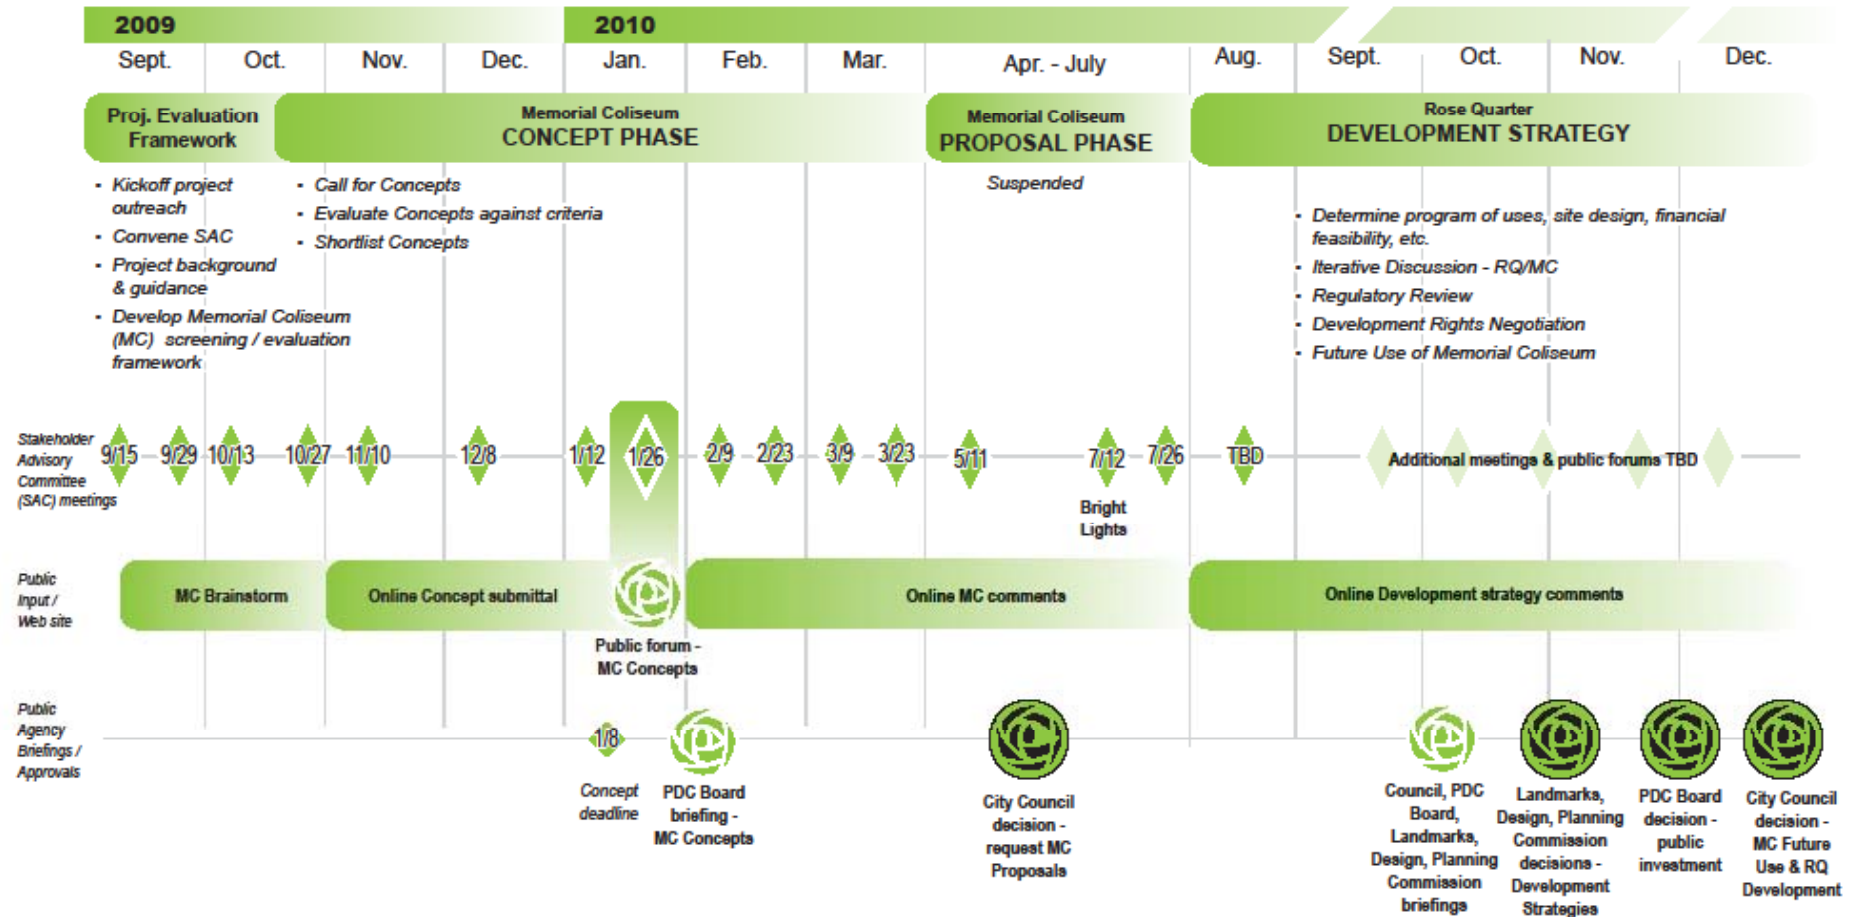 2009
2010
Sept.
Oct.
Nov.
Dec.
Jan.
Feb.
Mar.
Apr. - July
Aug.
Sept.
Oct.
Nov.
Dec.
Proj. Evaluation
Framework
Memorial Coliseum
CONCEPT PHASE
Memorial Coliseum
PROPOSAL PHASE
Rose Quarter
DEVELOPMENT STRATEGY
- Kickoff project
outreach
- Convene SAC
- Project background
& guidance
- Develop Memorial Coliseum
(MC) screening / evaluation
framework
- Call for Concepts
- Evaluate Concepts against criteria
- Shortlist Concepts
Suspended
- Determine program of uses, site design, financial
feasibility, etc.
- Iterative Discussion - RQ/MC
- Regulatory Review
- Development Rights Negotiation
- Future Use of Memorial Coliseum
Stakeholder
Advisory
Committee
(SAC) meetings
9/15
9/29
10/13
10/27
11/10
12/8
1/12
1/26
2/9
2/23
3/9
3/23
5/11
7/12
7/26
TBD
Additional meetings & public forums TBD
Bright
Lights
Public
Input /
Web site
MC Brainstorm
Online Concept submittal
Online MC comments
Online Development strategy comments
Public forum -
MC Concepts
Public
Agency
Briefings /
Approvals
1/8
Concept
deadline
PDC Board
briefing -
MC Concepts
City Council
decision -
request MC
Proposals
Council, PDC
Board,
Landmarks,
Design, Planning
Commission
briefings
Landmarks,
Design, Planning
Commission
decisions -
Development
Strategies
PDC Board
decision -
public
investment
City Council
decision -
MC Future
Use & RQ
Development